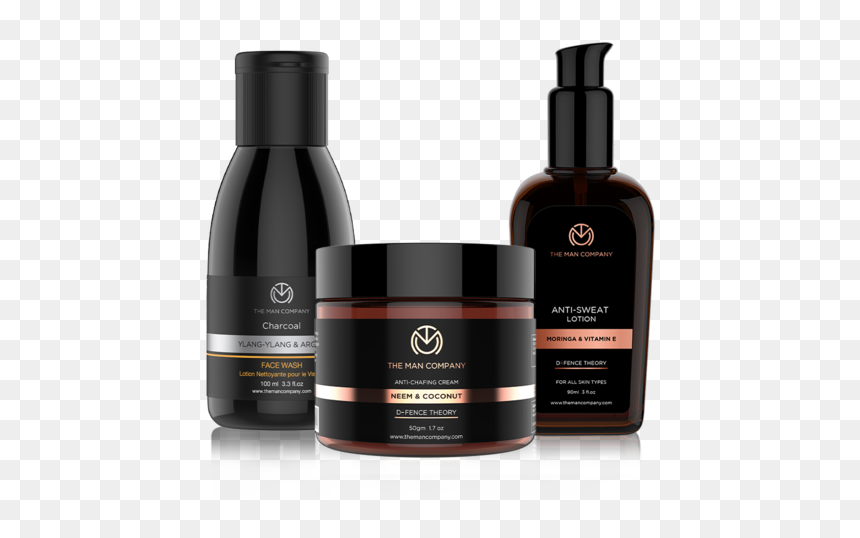 THE MAN COMPANY
Charcoal
YLANG-YLANG &
FACE WASH
Lotion Nettoyante pour le
100 ml 3.3 fl.oz
www.themancompany.com
THE MAN COMPANY
ANTI-CHAFING CREAM
NEEM & COCONUT
D-FENCE THEORY
50gm 1.7 oz
www.themancompany.com
THE MAN COMPANY
ANTI-SWEAT
LOTION
MORINGA & VITAMIN E
D-FENCE THEORY
FOR ALL SKIN TYPES
90ml 3 fl.oz
www.themancompany.com